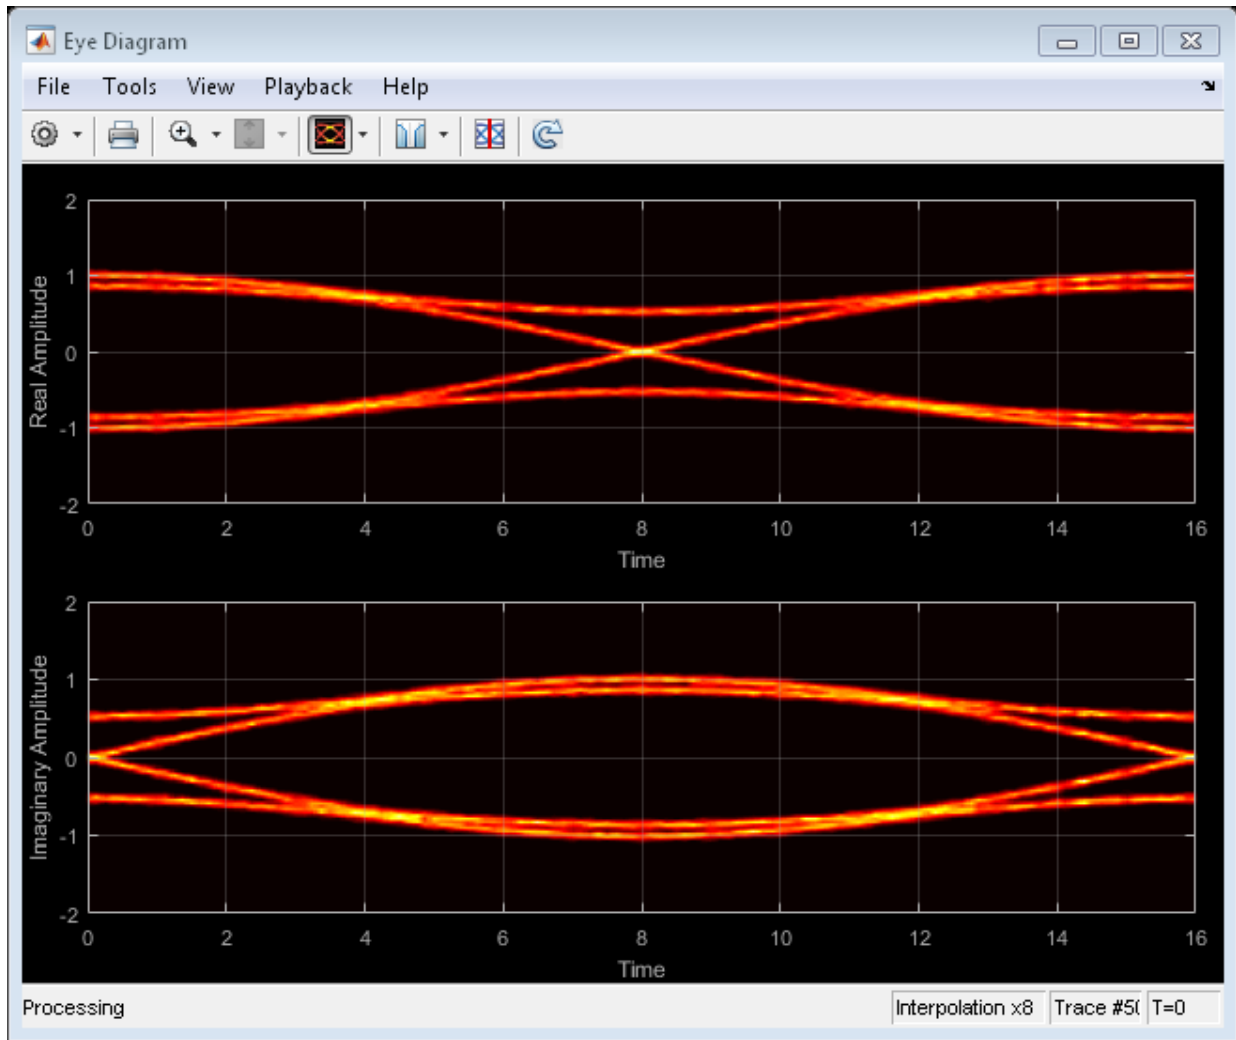 Eye Diagram
File Tools View Playback Help
2
1
0
-1
-2
Real Amplitude
0 2 4 6 8 10 12 14 16
Time
2
1
0
-1
-2
Imaginary Amplitude
0 2 4 6 8 10 12 14 16
Time
Processing Interpolation x8 Trace #50 T=0